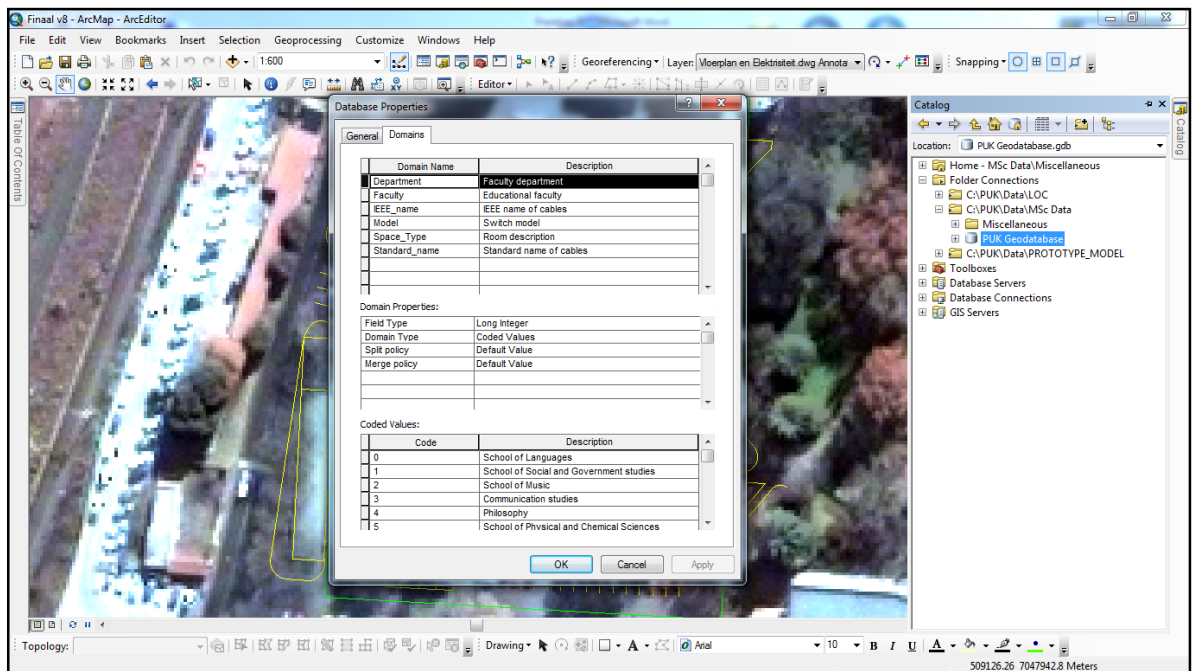 Finaal v8 - ArcMap - ArcEditor
File Edit View Bookmarks Insert Selection Geoprocessing Customize Windows Help
1:600 Georeferencing Layer: Vloerplan en Elektrisiteit.dwg Annota Snapping
Editor
Table Of Contents
Database Properties
General Domains
Domain Name Description
Department Faculty department
Faculty Educational faculty
IEEE_name IEEE name of cables
Model Switch model
Space_Type Room description
Standard_name Standard name of cables
Domain Properties:
Field Type Long Integer
Domain Type Coded Values
Split policy Default Value
Merge policy Default Value
Coded Values:
Code Description
0 School of Languages
1 School of Social and Government studies
2 School of Music
3 Communication studies
4 Philosophy
5 School of Physical and Chemical Sciences
OK Cancel Apply
Catalog
Location: PUK Geodatabase.gdb
Home - MSc Data\Miscellaneous
Folder Connections
C:\PUK\Data\LOC
C:\PUK\Data\MSc Data
Miscellaneous
PUK Geodatabase
C:\PUK\Data\PROTOTYPE_MODEL
Toolboxes
Database Servers
Database Connections
GIS Servers
Catalog
Topology: Drawing A Arial 10 B I U A
509126.26 7047942.8 Meters